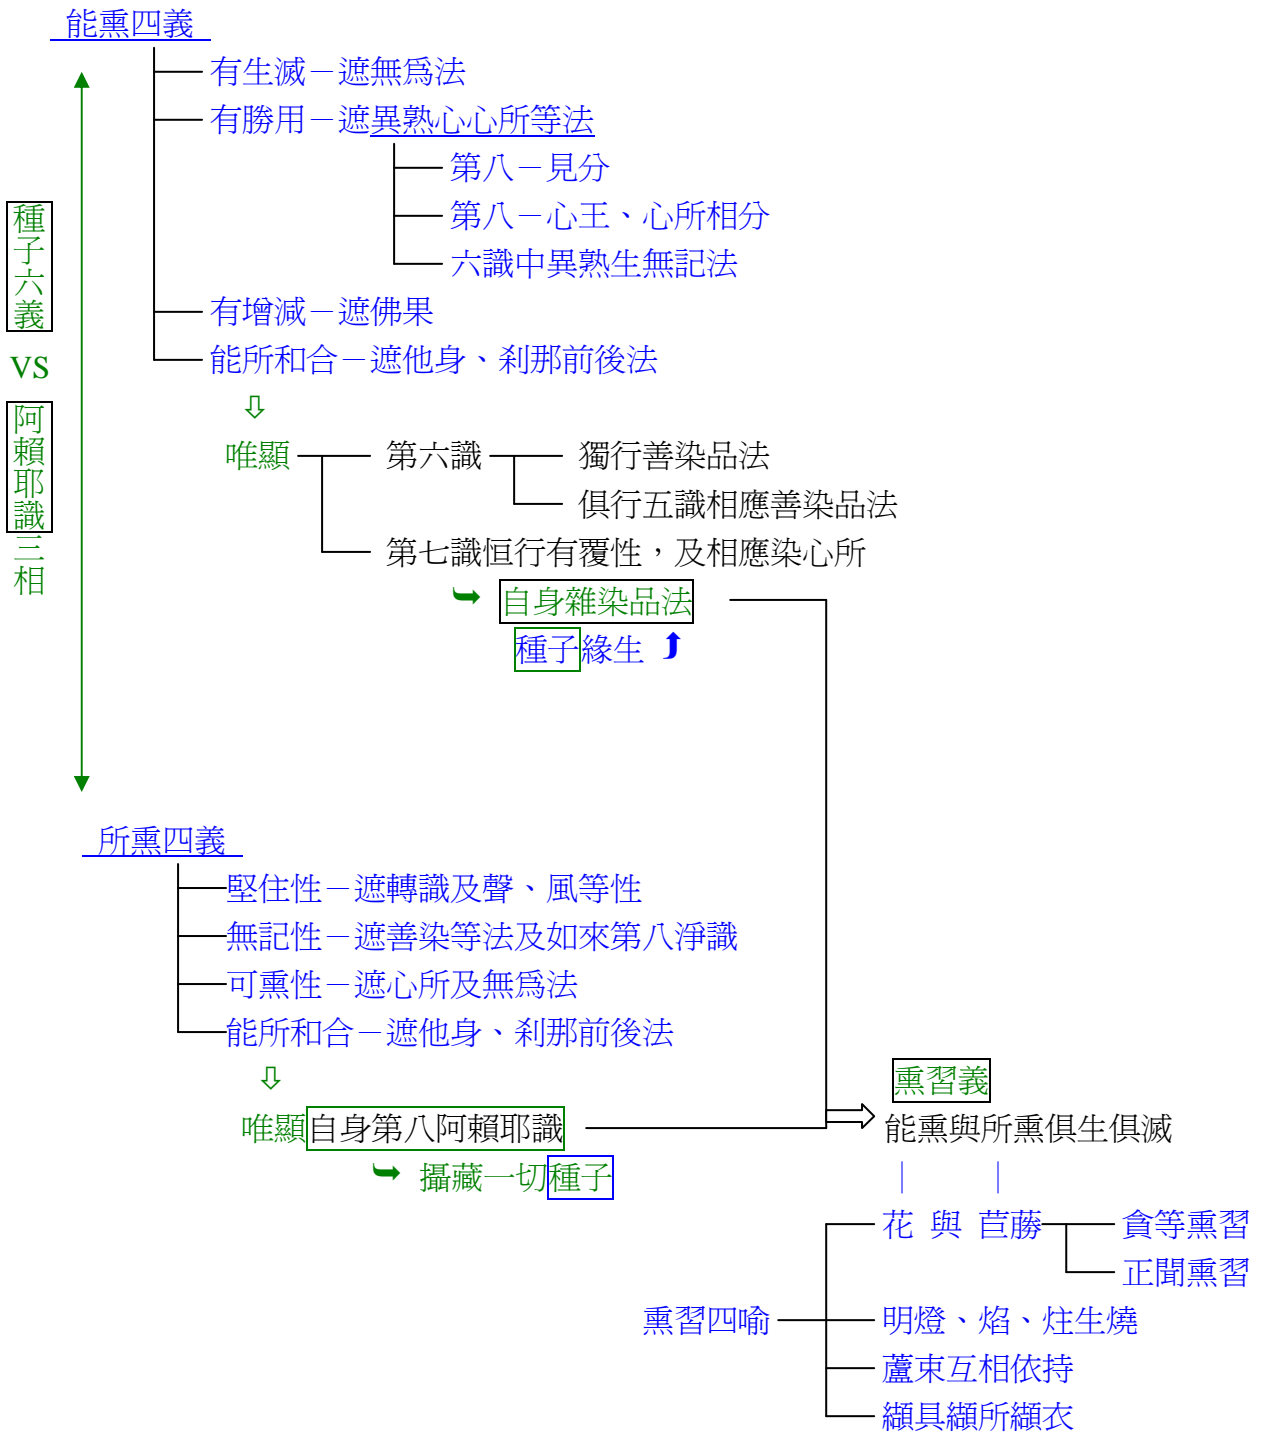 能熏四義
有生滅－遮無爲法
有勝用－遮異熟心心所等法
第八－見分
第八－心王、心所相分
六識中異熟生無記法
有增減－遮佛果
能所和合－遮他身、剎那前後法
種子六義
VS
阿賴耶識三相
唯顯
第六識
獨行善染品法
俱行五識相應善染品法
第七識恒行有覆性，及相應染心所
自身雜染品法
種子緣生
所熏四義
堅住性－遮轉識及聲、風等性
無記性－遮善染等法及如來第八淨識
可熏性－遮心所及無爲法
能所和合－遮他身、剎那前後法
唯顯自身第八阿賴耶識
攝藏一切種子
熏習義
能熏與所熏俱生俱滅
花 與 苣藤
貪等熏習
正聞熏習
熏習四喻
明燈、焰、炷生燒
蘆束互相依持
纈具纈所纈衣